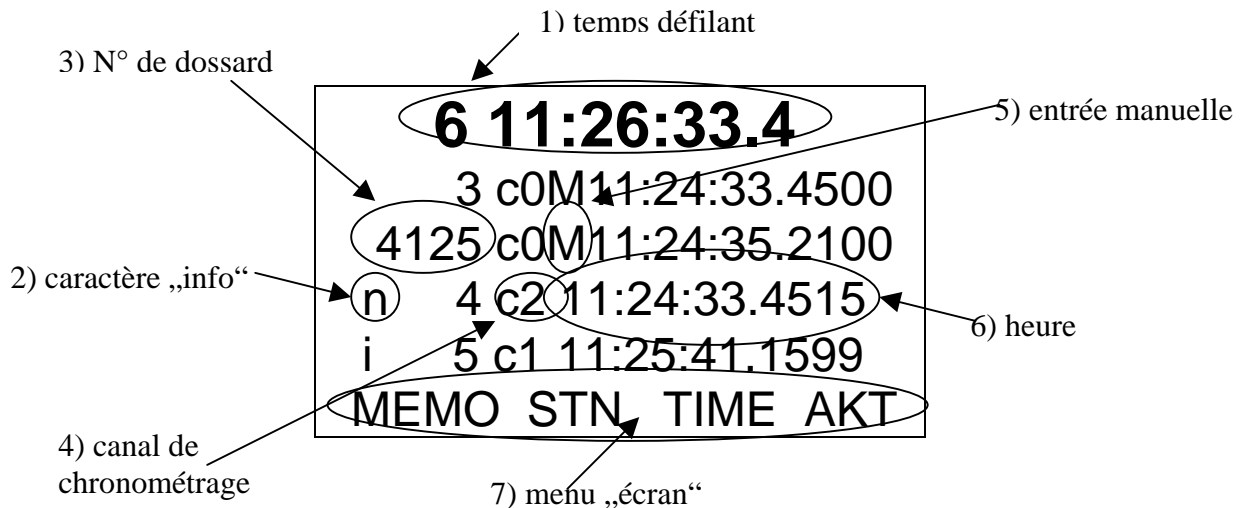 1) temps défilant
3) N° de dossard
6 11:26:33.4
5) entrée manuelle
3 c0M11:24:33.4500
4125 c0M11:24:35.2100
2) caractère „info“
n 4 c2 11:24:33.4515
6) heure
i 5 c1 11:25:41.1599
MEMO STN TIME AKT
4) canal de
chronométrage
7) menu „écran“